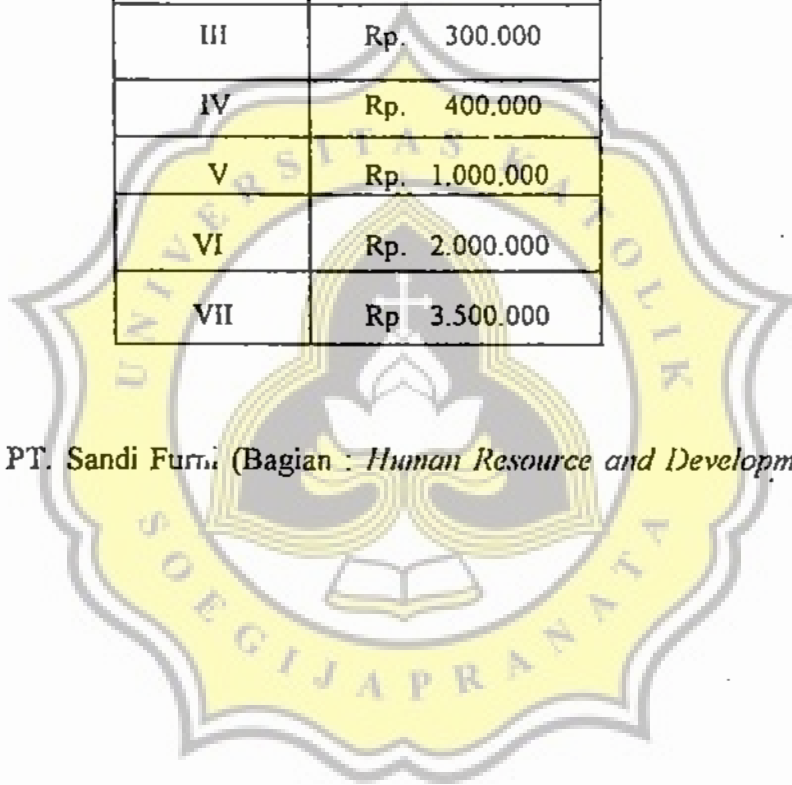 III Rp. 300.000
IV Rp. 400.000
V Rp. 1.000.000
VI Rp. 2.000.000
VII Rp 3.500.000
PT. Sandi (Bagian : Human Resource and
UNIVERSITAS KATOLIK
SOEGIJAPRANATA